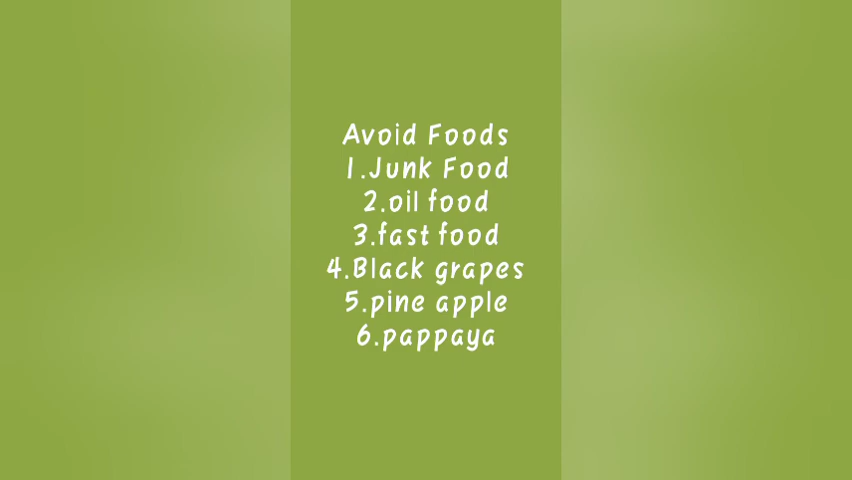 Avoid Foods
1.Junk Food
2.oil food
3.fast food
4.Black grapes
5.pine apple
6.pappaya